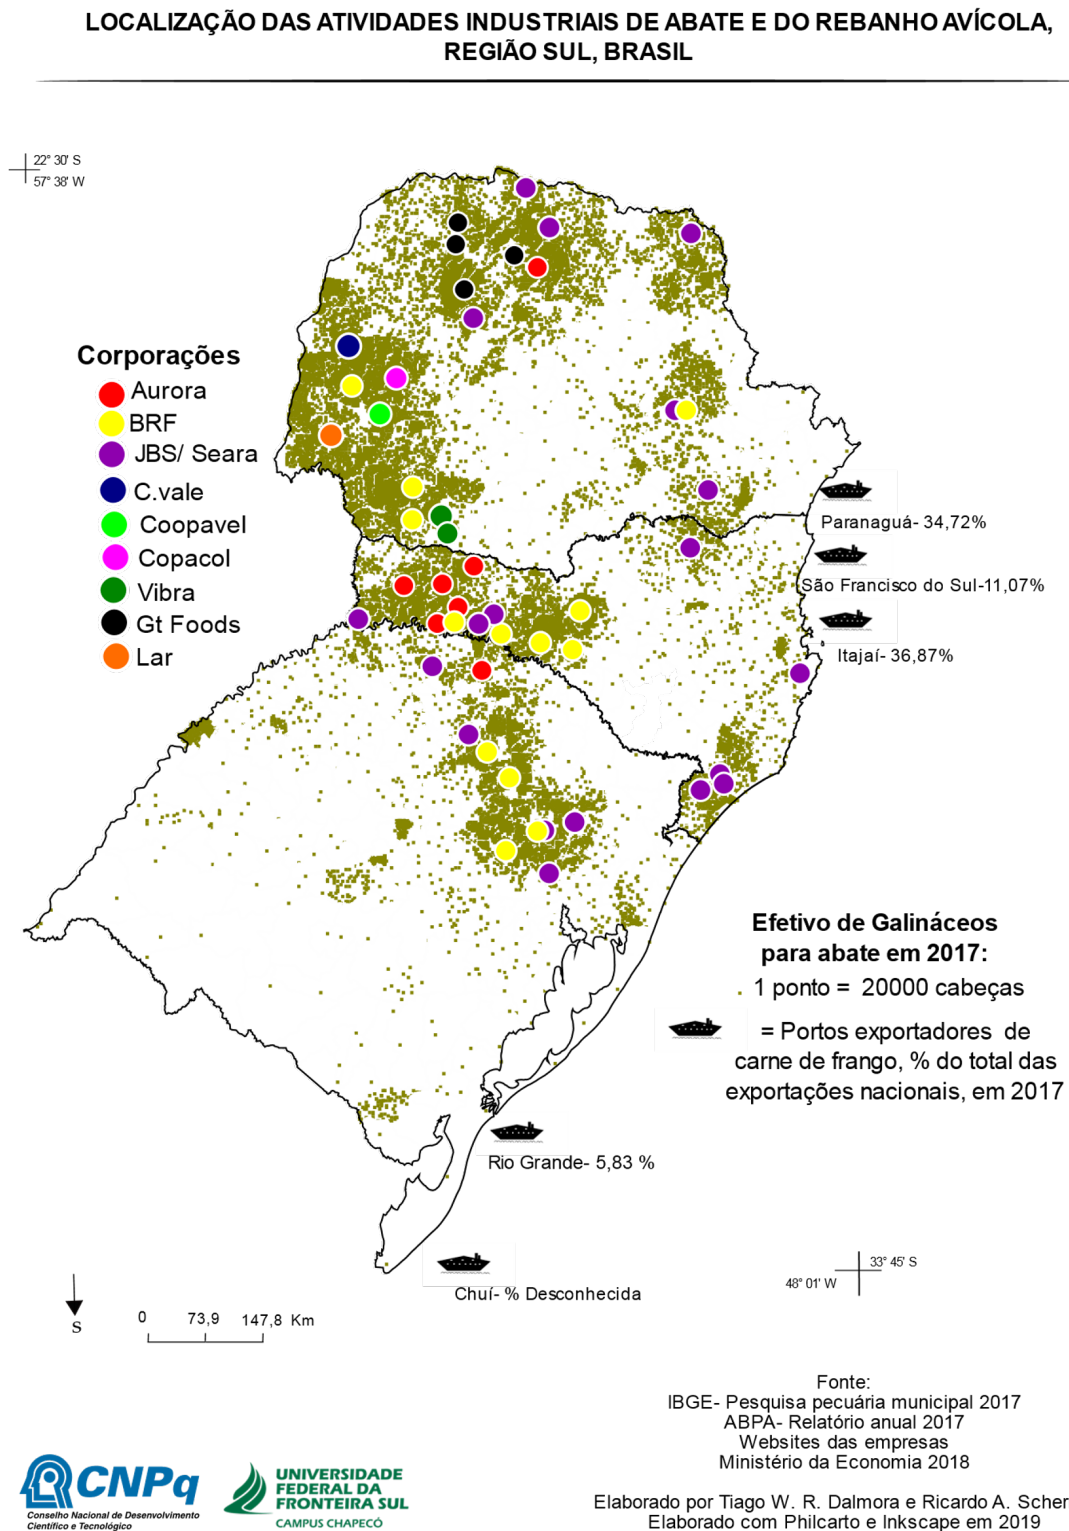 LOCALIZAÇÃO DAS ATIVIDADES INDUSTRIAIS DE ABATE E DO REBANHO AVÍCOLA,
REGIÃO SUL, BRASIL
22° 30' S
57° 38' W
Corporações
Aurora
BRF
JBS/ Seara
C.vale
Coopavel
Copacol
Vibra
Gt Foods
Lar
Paranaguá- 34,72%
São Francisco do Sul-11,07%
Itajaí- 36,87%
Efetivo de Galináceos
para abate em 2017:
1 ponto = 20000 cabeças
= Portos exportadores de
carne de frango, % do total das
exportações nacionais, em 2017
Rio Grande- 5,83 %
Chuí- % Desconhecida
33° 45' S
48° 01' W
S
0 73,9 147,8 Km
Fonte:
IBGE- Pesquisa pecuária municipal 2017
ABPA- Relatório anual 2017
Websites das empresas
Ministério da Economia 2018
Elaborado por Tiago W. R. Dalmora e Ricardo A. Scher
Elaborado com Philcarto e Inkscape em 2019
CNPq
Conselho Nacional de Desenvolvimento
Científico e Tecnológico
UNIVERSIDADE
FEDERAL DA
FRONTEIRA SUL
CAMPUS CHAPECÓ